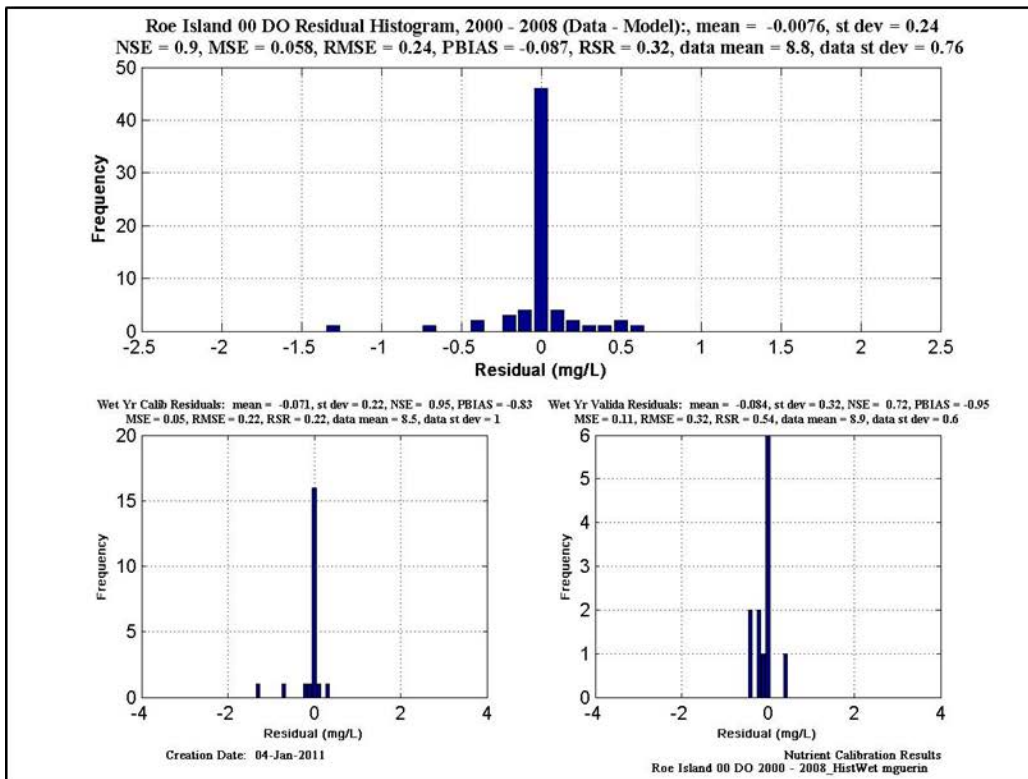 Roe Island 00 DO Residual Histogram, 2000 - 2008 (Data - Model):, mean = -0.0076, st dev = 0.24
NSE = 0.9, MSE = 0.058, RMSE = 0.24, PBIAS = -0.087, RSR = 0.32, data mean = 8.8, data st dev = 0.76
50
40
30
20
10
0
Frequency
-2.5 -2 -1.5 -1 -0.5 0 0.5 1 1.5 2 2.5
Residual (mg/L)
Wet Yr Calib Residuals: mean = -0.071, st dev = 0.22, NSE = 0.95, PBIAS = -0.83
MSE = 0.05, RMSE = 0.22, RSR = 0.22, data mean = 8.5, data st dev = 1
20
15
10
5
0
Frequency
-4 -2 0 2 4
Residual (mg/L)
Creation Date: 04-Jan-2011
Wet Yr Valida Residuals: mean = -0.084, st dev = 0.32, NSE = 0.72, PBIAS = -0.95
MSE = 0.11, RMSE = 0.32, RSR = 0.54, data mean = 8.9, data st dev = 0.6
6
5
4
3
2
1
0
Frequency
-4 -2 0 2 4
Residual (mg/L)
Nutrient Calibration Results
Roe Island 00 DO 2000 - 2008_HistWet mguerin